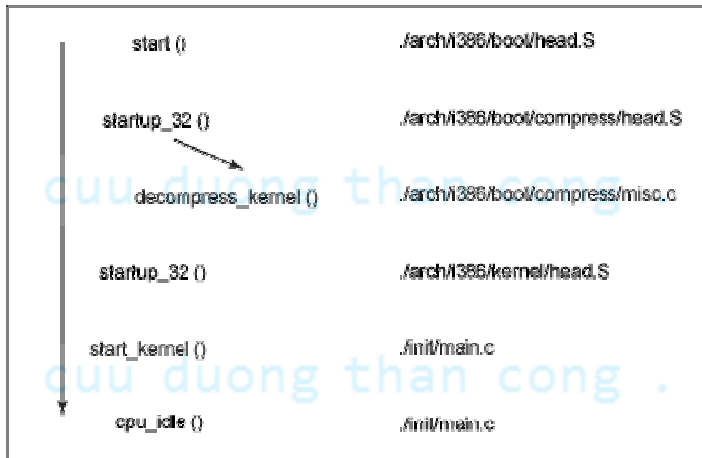 start () ./arch/i386/boot/head.S
startup_32 () ./arch/i386/boot/compress/head.S
cuu duong than cong .
decompress_kernel () ./arch/i386/boot/compress/misc.c
startup_32 () ./arch/i386/kernel/head.S
start_kernel () ./init/main.c
cuu duong than cong .
cpu_idle () ./init/main.c